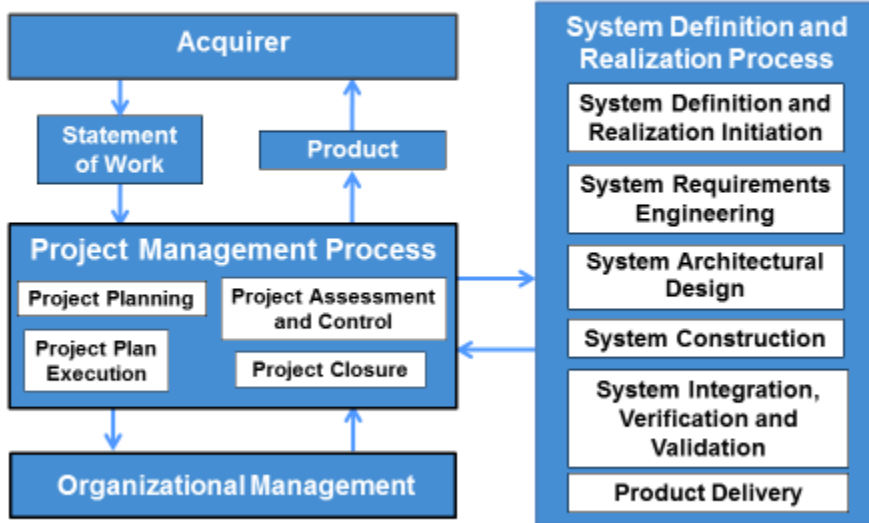 Acquirer
Statement
of Work
Product
Project Management Process
Project Planning
Project Assessment
and Control
Project Plan
Execution
Project Closure
Organizational Management
System Definition and
Realization Process
System Definition and
Realization Initiation
System Requirements
Engineering
System Architectural
Design
System Construction
System Integration,
Verification and
Validation
Product Delivery